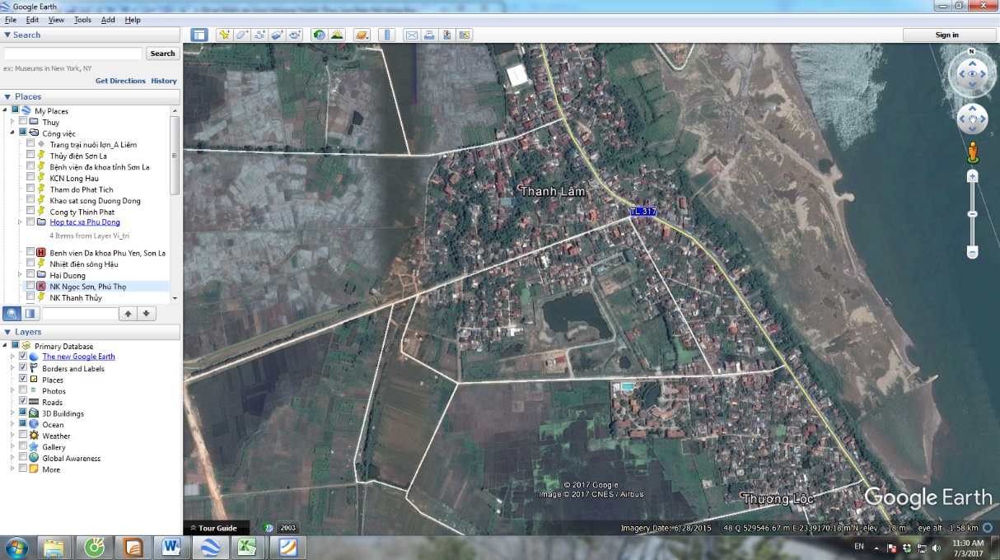 Google Earth
File Edit View Tools Add Help
Search
Search
ex: Museums in New York, NY
Get Directions History
Places
My Places
Thuy
Công việc
Trang trại nuôi lợn_A Liêm
Thủy điện Sơn La
Bệnh viện đa khoa tỉnh Sơn La
KCN Long Hau
Tham do Phat Tich
Khao sat song Duong Dong
Cong ty Thinh Phat
Hop tac xa Phu Dong
4 Items from Layer Vi_tri
H
Benh vien Da khoa Phu Yen, Son La
Nhiệt điện sông Hậu
Hai Duong
K
NK Ngọc Sơn, Phú Thọ
NK Thanh Thủy
Layers
Primary Database
The new Google Earth
Borders and Labels
Places
Photos
Roads
3D Buildings
Ocean
Weather
Gallery
Global Awareness
More
Sign in
N
Thanh Lâm
TL 317
© 2017 Google
Image © 2017 CNES / Airbus
Thương Lộc
Google Earth
Tour Guide
2003
Imagery Date: 6/28/2015 48 Q 529546.67 m E 2339170.18 m N elev 18 m eye alt 1.58 km
EN
11:30 AM
7/3/2017